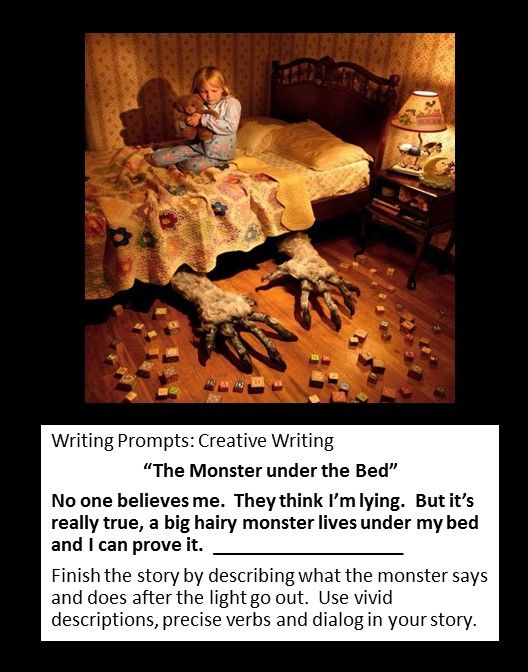 Writing Prompts: Creative Writing
“The Monster under the Bed”
No one believes me. They think I’m lying. But it’s
really true, a big hairy monster lives under my bed
and I can prove it. ___________________
Finish the story by describing what the monster says
and does after the light go out. Use vivid
descriptions, precise verbs and dialog in your story.